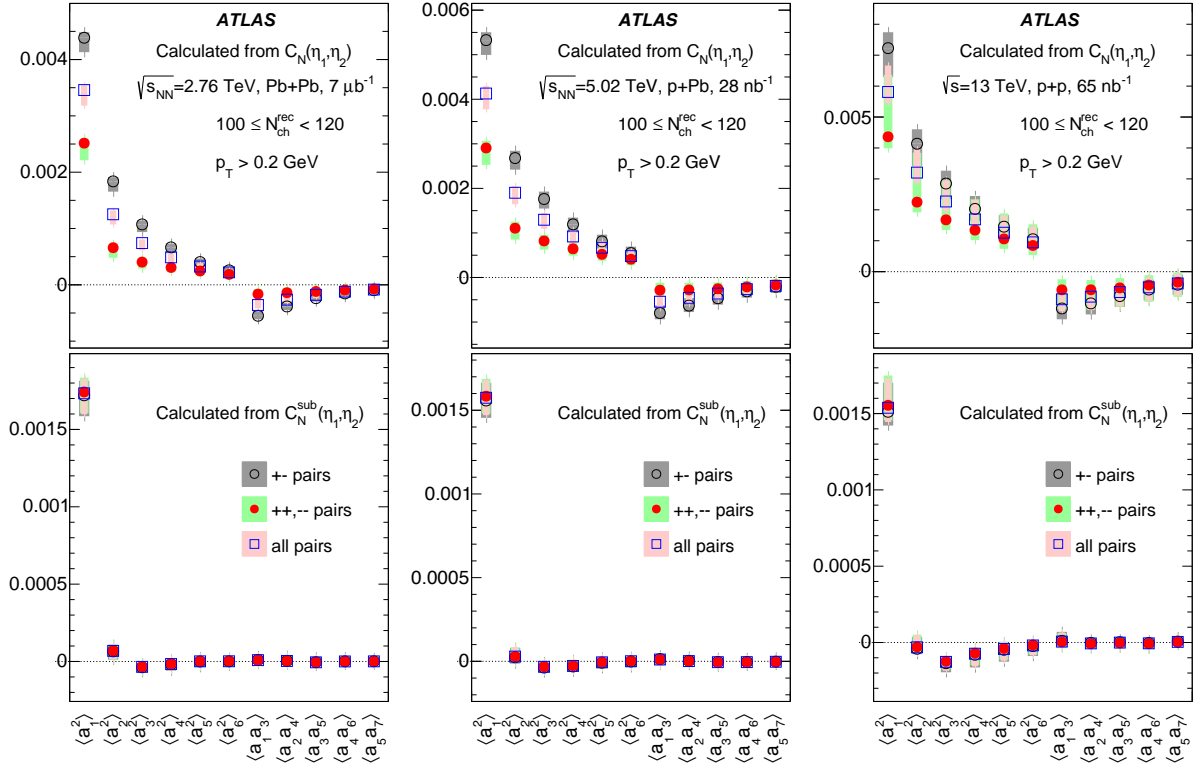 ATLAS
Calculated from C_N(η_1,η_2)
√s_NN=2.76 TeV, Pb+Pb, 7 μb^-1
100 ≤ N_ch^rec < 120
p_T > 0.2 GeV
0.004
0.002
0
ATLAS
Calculated from C_N(η_1,η_2)
√s_NN=5.02 TeV, p+Pb, 28 nb^-1
100 ≤ N_ch^rec < 120
p_T > 0.2 GeV
0.006
0.004
0.002
0
ATLAS
Calculated from C_N(η_1,η_2)
√s=13 TeV, p+p, 65 nb^-1
100 ≤ N_ch^rec < 120
p_T > 0.2 GeV
0.005
0
Calculated from C_N^sub(η_1,η_2)
+- pairs
++,-- pairs
all pairs
0.0015
0.001
0.0005
0
⟨a_1^2⟩
⟨a_2^2⟩
⟨a_3^2⟩
⟨a_4^2⟩
⟨a_5^2⟩
⟨a_6^2⟩
⟨a_1a_3⟩
⟨a_2a_4⟩
⟨a_3a_5⟩
⟨a_4a_6⟩
⟨a_5a_7⟩
Calculated from C_N^sub(η_1,η_2)
+- pairs
++,-- pairs
all pairs
0.0015
0.001
0.0005
0
⟨a_1^2⟩
⟨a_2^2⟩
⟨a_3^2⟩
⟨a_4^2⟩
⟨a_5^2⟩
⟨a_6^2⟩
⟨a_1a_3⟩
⟨a_2a_4⟩
⟨a_3a_5⟩
⟨a_4a_6⟩
⟨a_5a_7⟩
Calculated from C_N^sub(η_1,η_2)
+- pairs
++,-- pairs
all pairs
0.0015
0.001
0.0005
0
⟨a_1^2⟩
⟨a_2^2⟩
⟨a_3^2⟩
⟨a_4^2⟩
⟨a_5^2⟩
⟨a_6^2⟩
⟨a_1a_3⟩
⟨a_2a_4⟩
⟨a_3a_5⟩
⟨a_4a_6⟩
⟨a_5a_7⟩